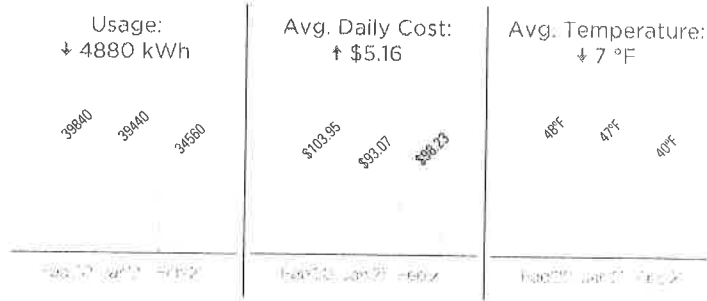 Usage:
↓ 4880 kWh
39840
39440
34560
Avg. Daily Cost:
↑ $5.16
$103.95
$93.07
$98.23
Avg. Temperature:
↓ 7 °F
48°F
47°F
40°F